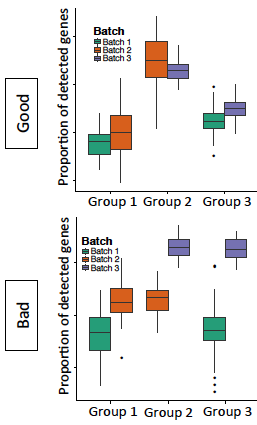 Good
Proportion of detected genes
Batch
Batch 1
Batch 2
Batch 3
Group 1 Group 2 Group 3
Bad
Proportion of detected genes
Batch
Batch 1
Batch 2
Batch 3
Group 1 Group 2 Group 3